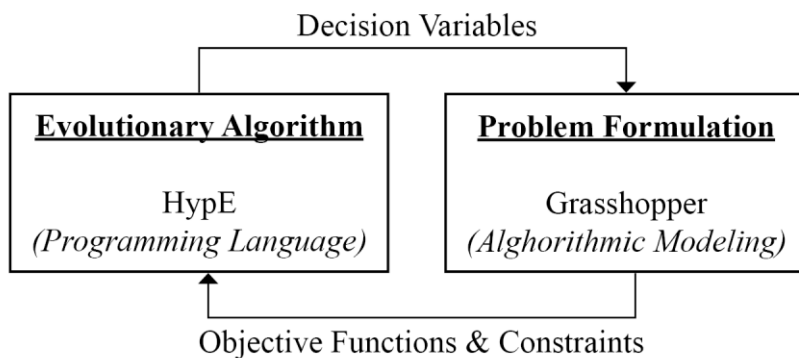 Decision Variables
Evolutionary Algorithm
HypE
(Programming Language)
Problem Formulation
Grasshopper
(Alghorithmic Modeling)
Objective Functions & Constraints